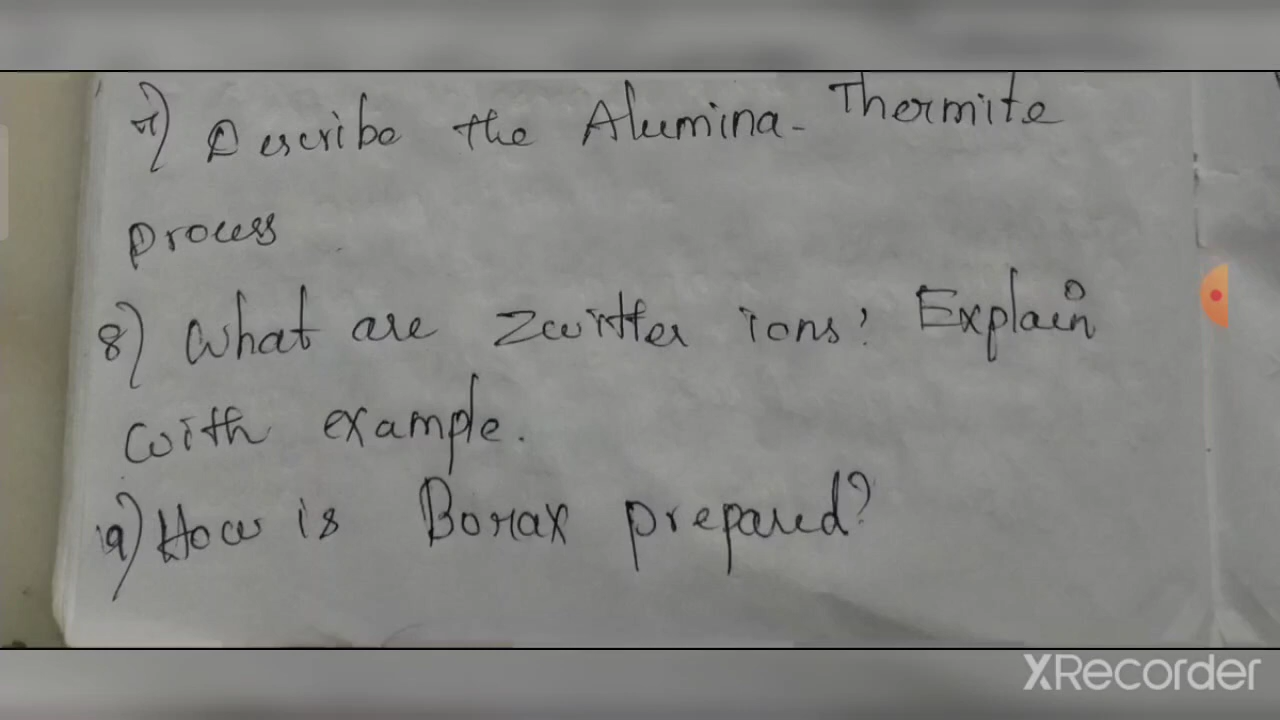 7) Describe the Alumina - Thermite
process
8) What are Zwitter ions? Explain
with example.
9) How is Borax prepared?
XRecorder